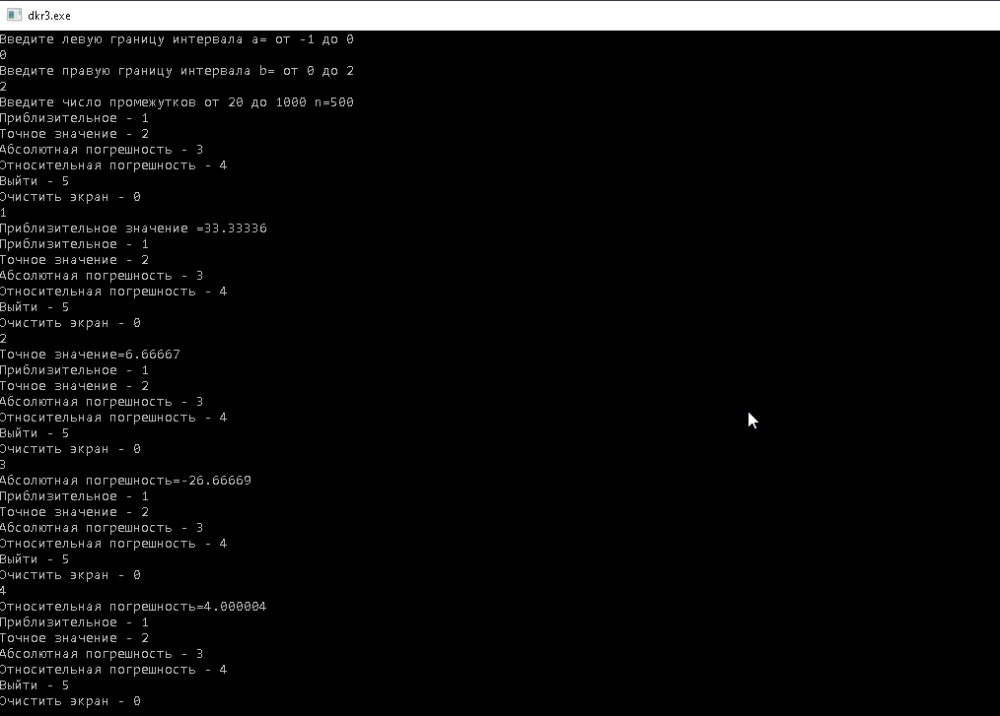 dkr3.exe
Введите левую границу интервала a= от -1 до 0
0
Введите правую границу интервала b= от 0 до 2
2
Введите число промежутков от 20 до 1000 n=500
Приблизительное - 1
Точное значение - 2
Абсолютная погрешность - 3
Относительная погрешность - 4
Выйти - 5
Очистить экран - 0
1
Приблизительное значение =33.33336
Приблизительное - 1
Точное значение - 2
Абсолютная погрешность - 3
Относительная погрешность - 4
Выйти - 5
Очистить экран - 0
2
Точное значение=6.66667
Приблизительное - 1
Точное значение - 2
Абсолютная погрешность - 3
Относительная погрешность - 4
Выйти - 5
Очистить экран - 0
3
Абсолютная погрешность=-26.66669
Приблизительное - 1
Точное значение - 2
Абсолютная погрешность - 3
Относительная погрешность - 4
Выйти - 5
Очистить экран - 0
4
Относительная погрешность=4.000004
Приблизительное - 1
Точное значение - 2
Абсолютная погрешность - 3
Относительная погрешность - 4
Выйти - 5
Очистить экран - 0